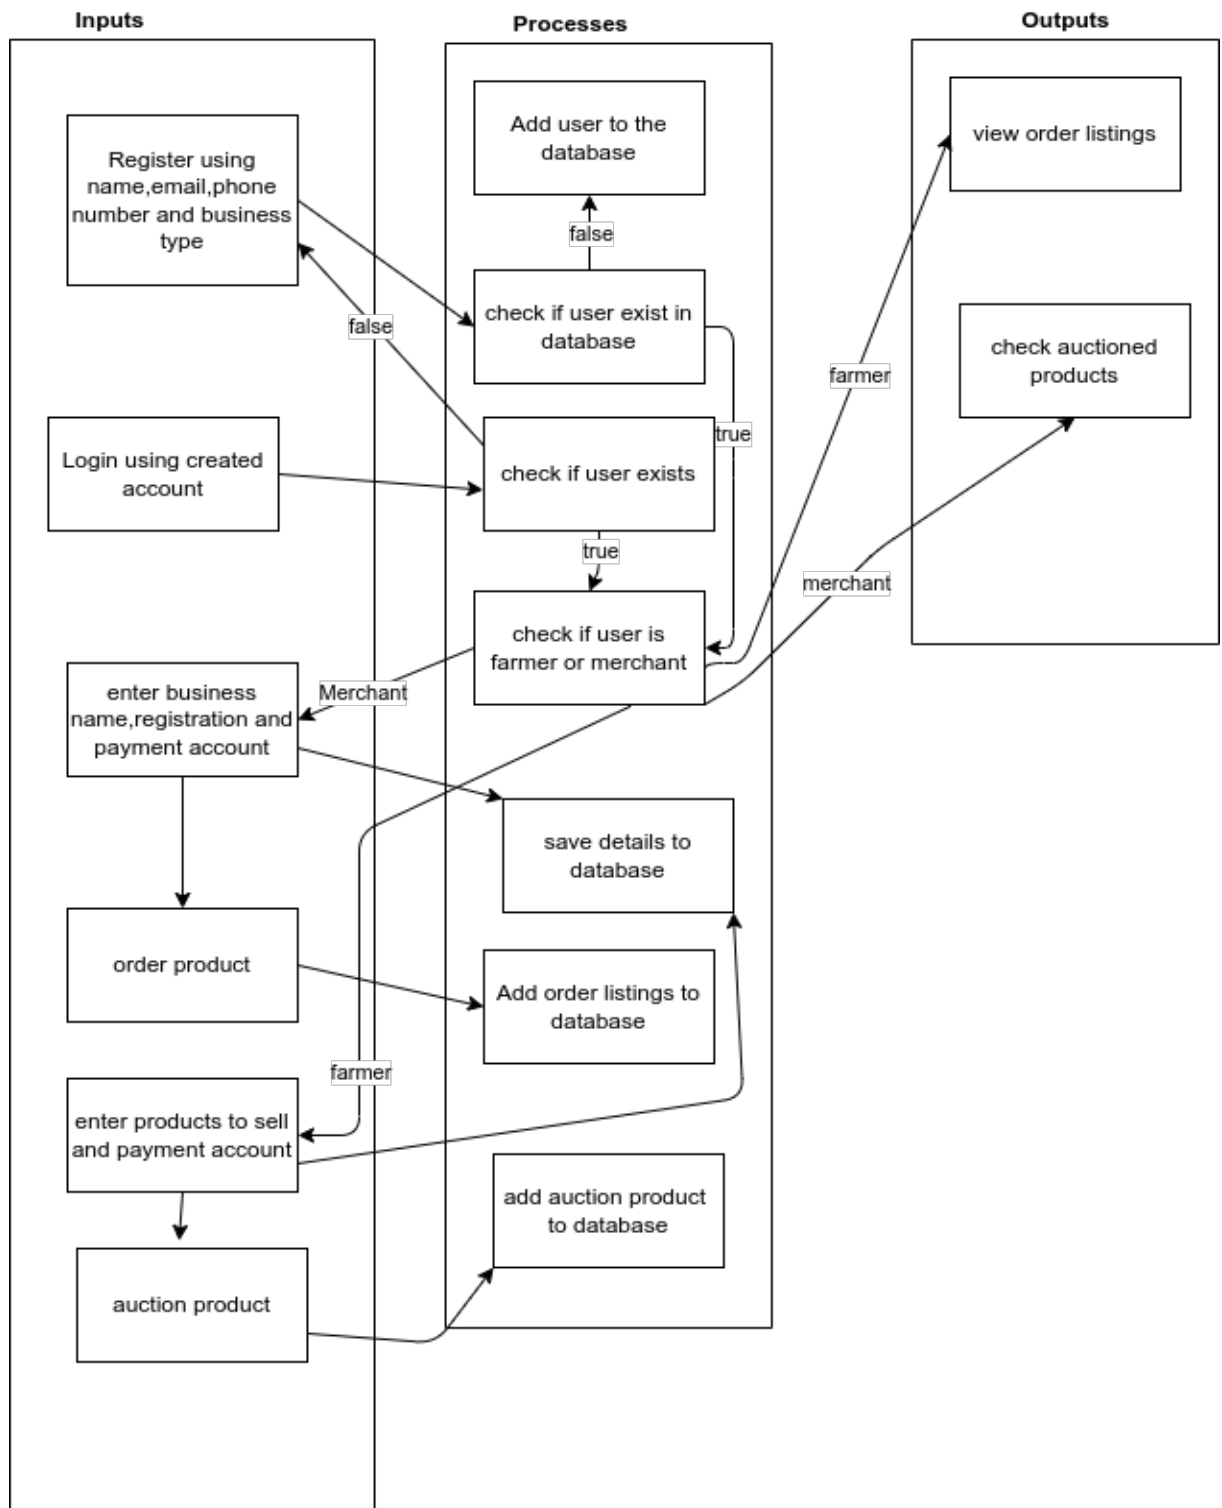 Inputs
Processes
Outputs
Register using
name,email,phone
number and business
type
Add user to the
database
view order listings
false
check if user exist in
database
false
check auctioned
products
farmer
true
Login using created
account
check if user exists
true
merchant
check if user is
farmer or merchant
Merchant
enter business
name,registration and
payment account
save details to
database
order product
Add order listings to
database
farmer
enter products to sell
and payment account
add auction product
to database
auction product